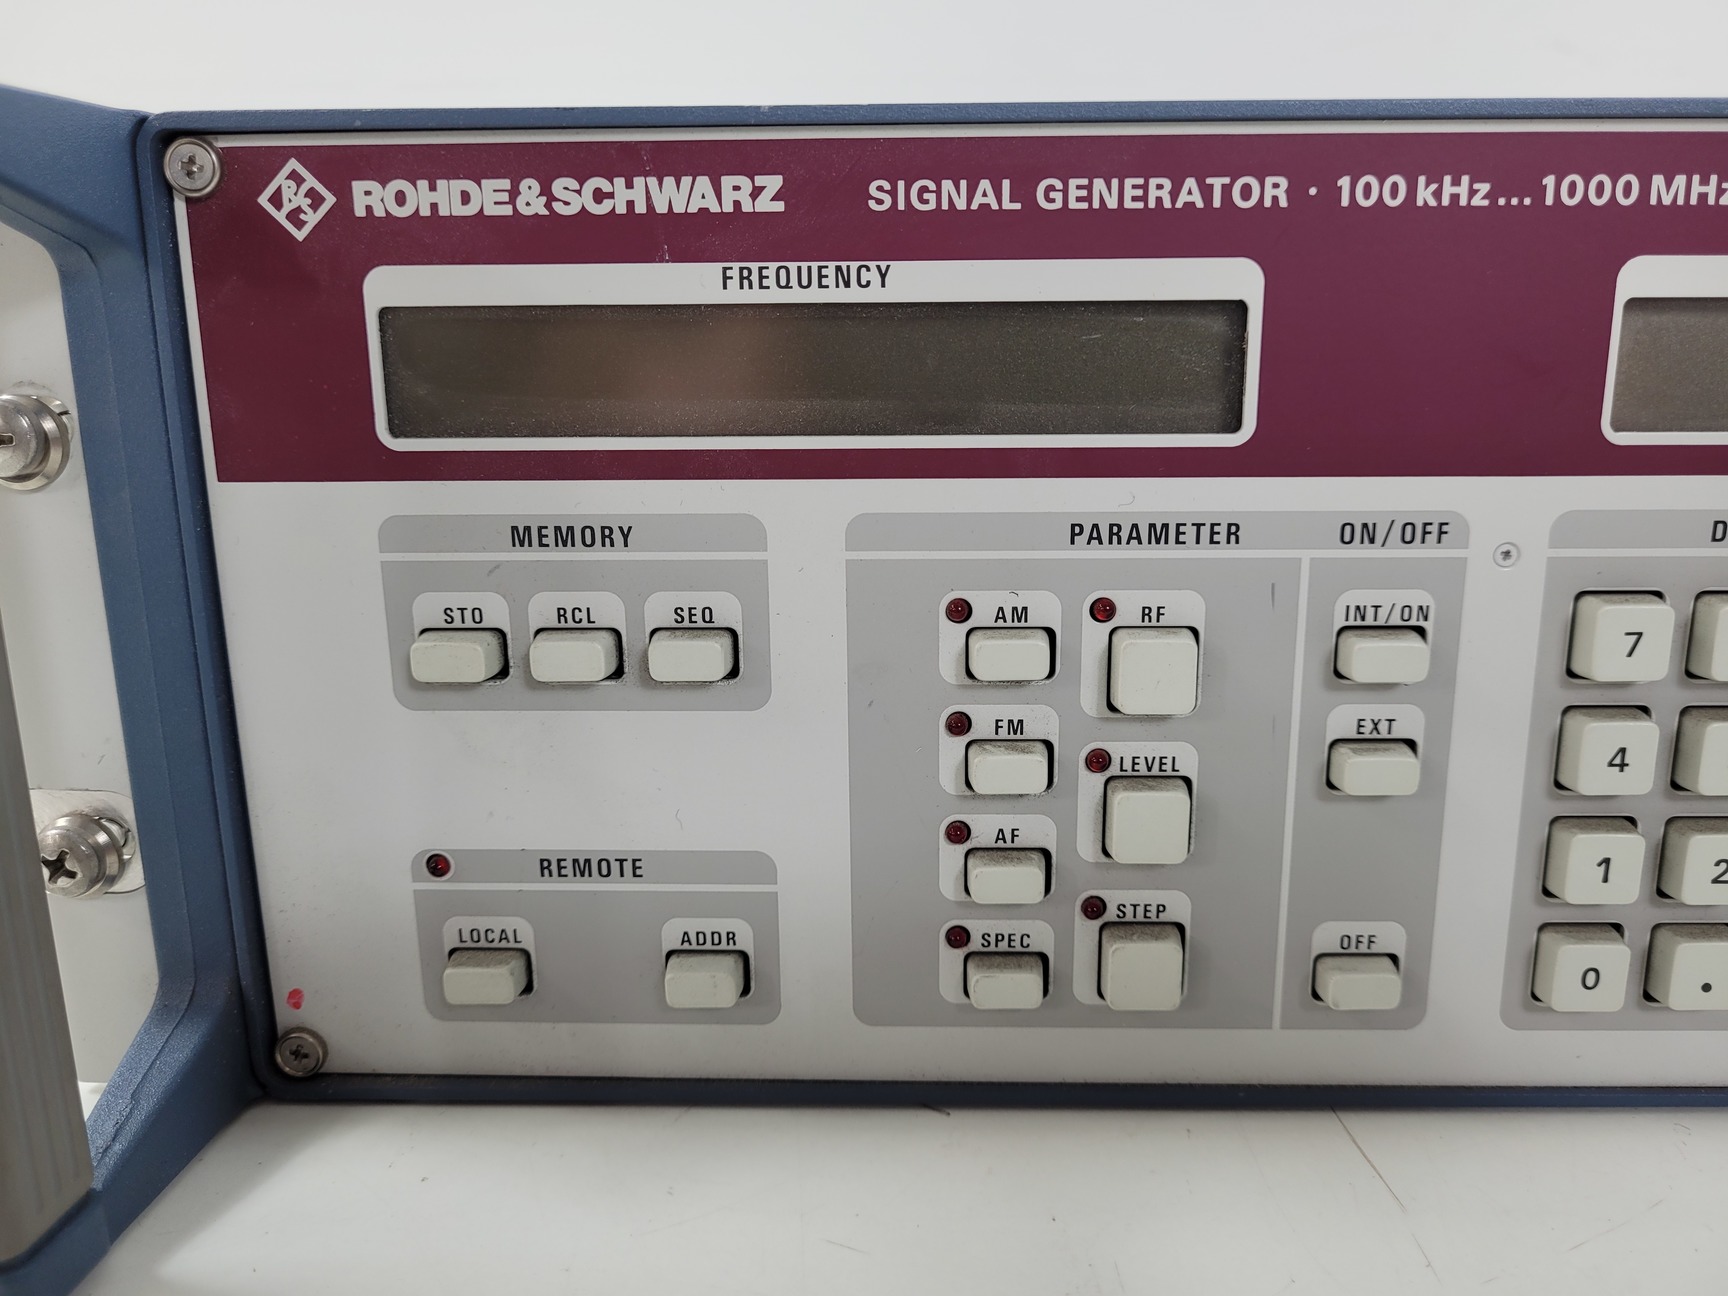 ROHDE&SCHWARZ
SIGNAL GENERATOR · 100 kHz...1000 MHz
FREQUENCY
MEMORY
STO RCL SEQ
REMOTE
LOCAL ADDR
PARAMETER ON/OFF
AM RF INT/ON
FM LEVEL EXT
AF
SPEC STEP OFF
D
7
4
1 2
0 .